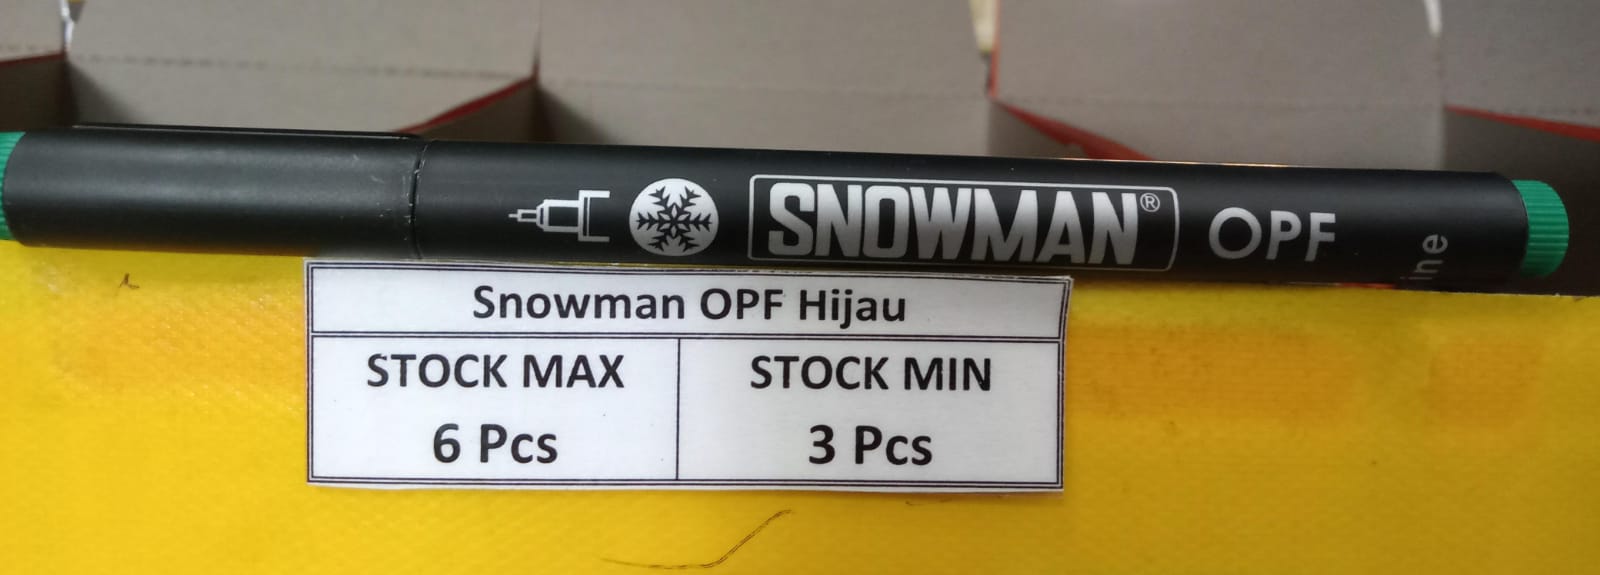 SNOWMAN® OPF
Snowman OPF Hijau
STOCK MAX STOCK MIN
6 Pcs 3 Pcs